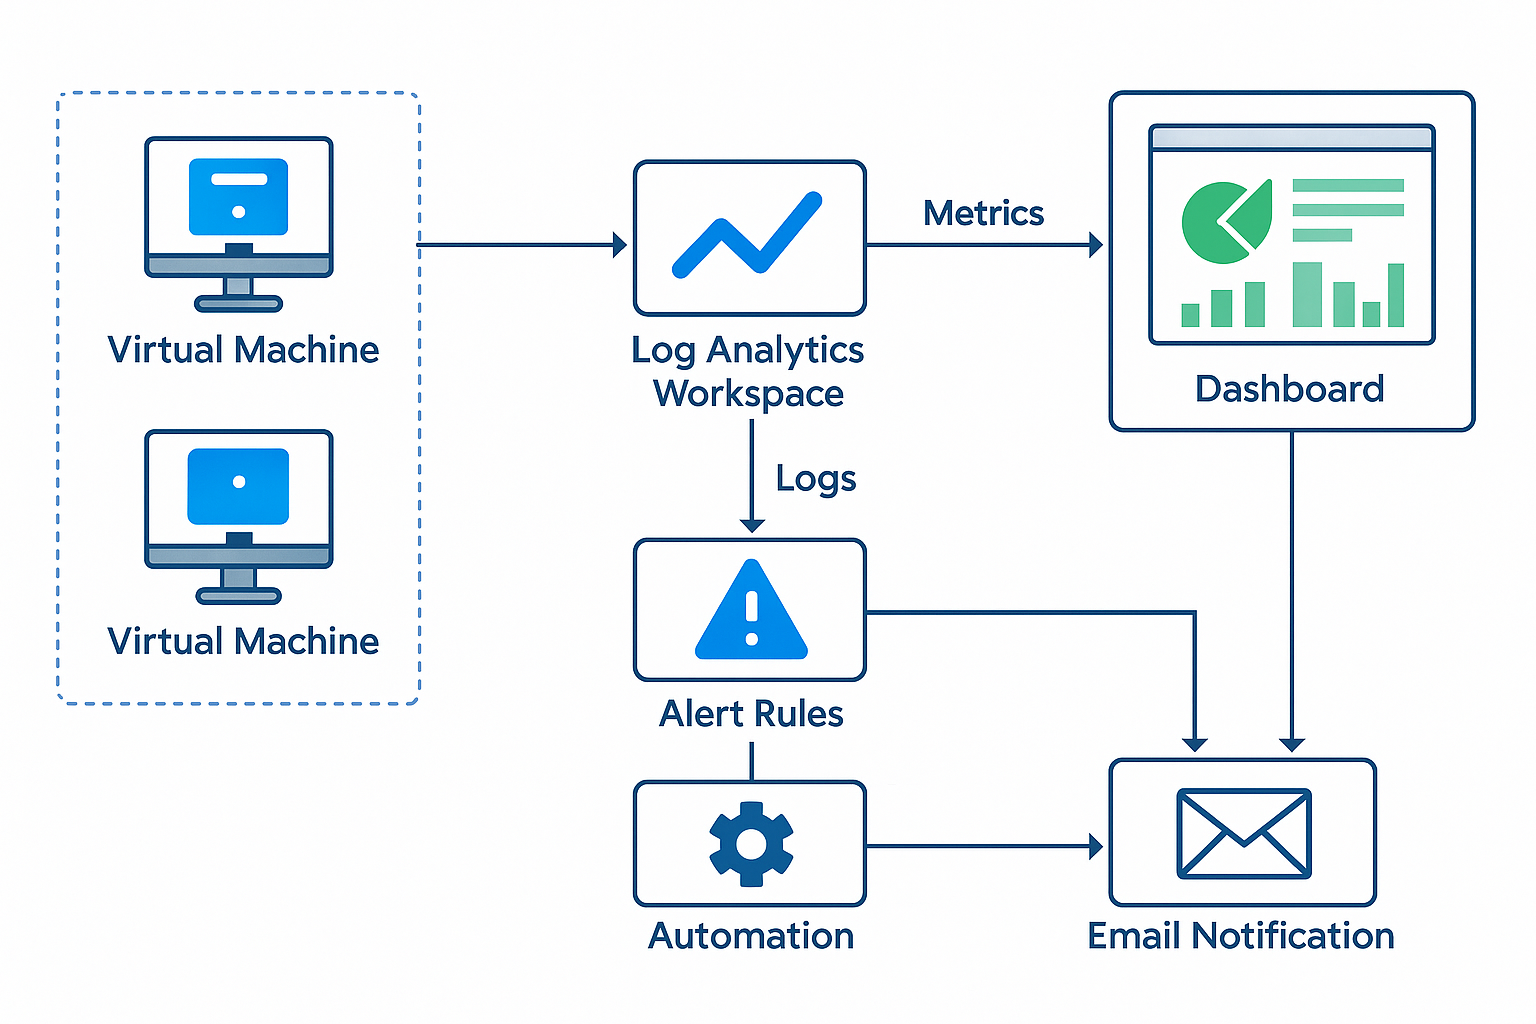 Virtual Machine
Virtual Machine
Log Analytics
Workspace
Metrics
Dashboard
Logs
Alert Rules
Automation
Email Notification